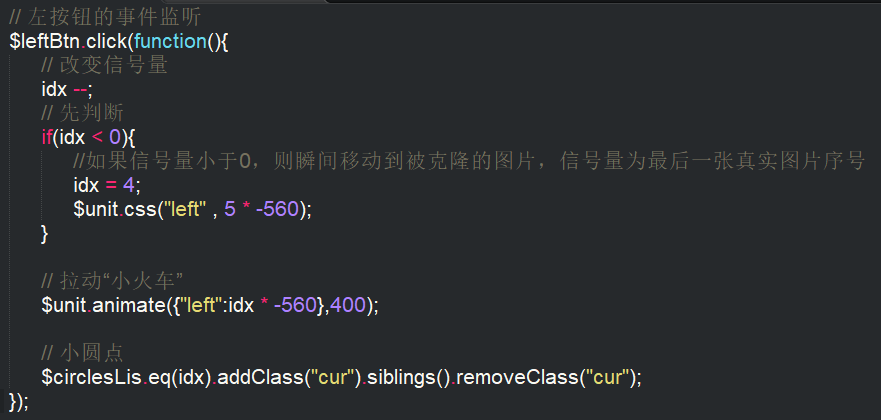 // 左按钮的事件监听
$leftBtn.click(function(){
// 改变信号量
idx --;
// 先判断
if(idx < 0){
//如果信号量小于0，则瞬间移动到被克隆的图片，信号量为最后一张真实图片序号
idx = 4;
$unit.css("left" , 5 * -560);
}
// 拉动“小火车”
$unit.animate({"left":idx * -560},400);
// 小圆点
$circlesLis.eq(idx).addClass("cur").siblings().removeClass("cur");
});